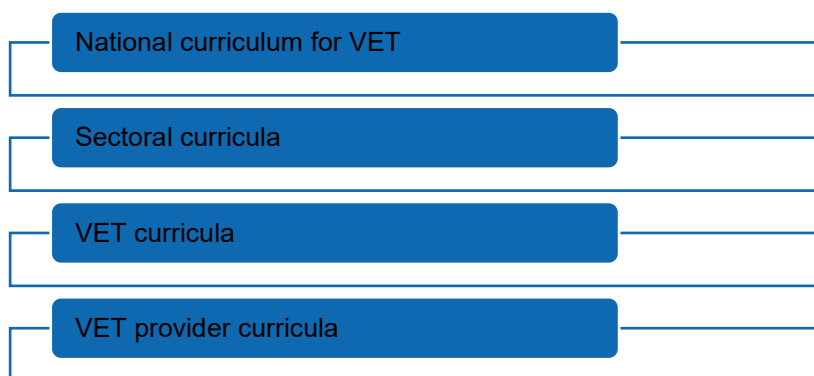 National curriculum for VET
Sectoral curricula
VET curricula
VET provider curricula